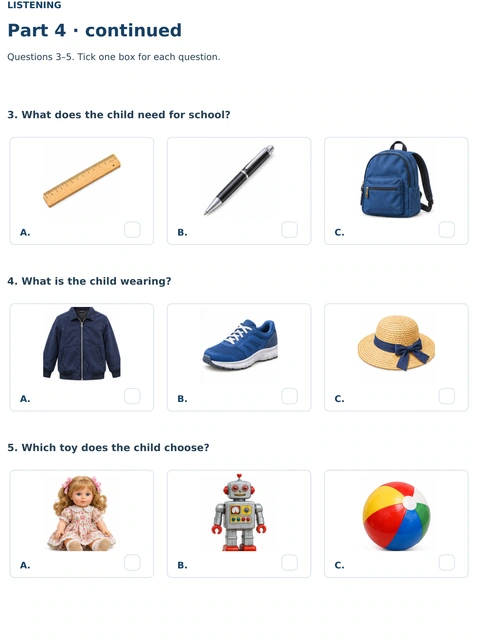 LISTENING
Part 4 · continued
Questions 3–5. Tick one box for each question.
3. What does the child need for school?
A.
B.
C.
4. What is the child wearing?
A.
B.
C.
5. Which toy does the child choose?
A.
B.
C.